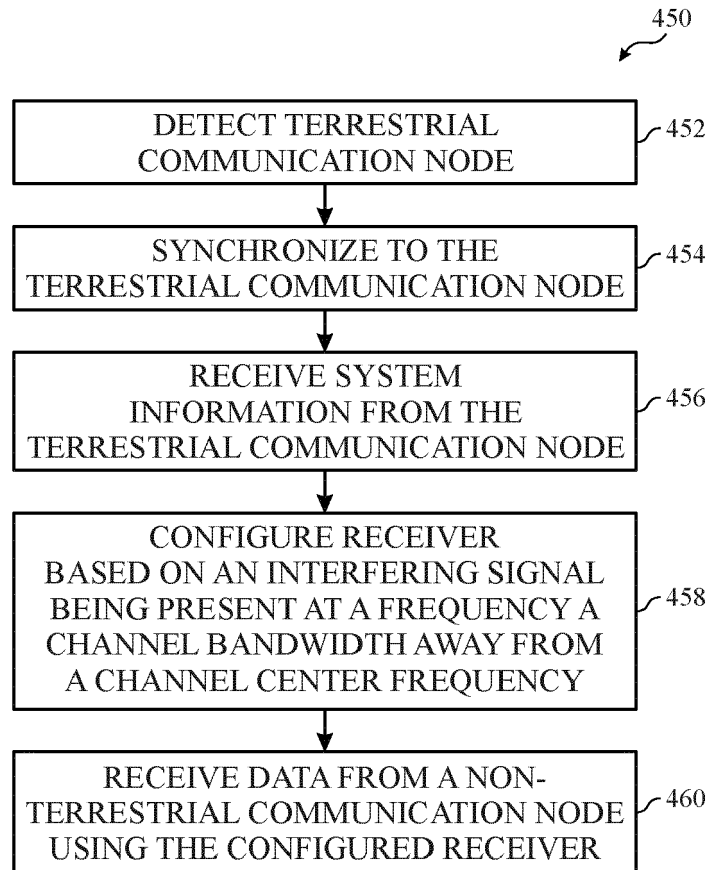 450
DETECT TERRESTRIAL
COMMUNICATION NODE
452
SYNCHRONIZE TO THE
TERRESTRIAL COMMUNICATION NODE
454
RECEIVE SYSTEM
INFORMATION FROM THE
TERRESTRIAL COMMUNICATION NODE
456
CONFIGURE RECEIVER
BASED ON AN INTERFERING SIGNAL
BEING PRESENT AT A FREQUENCY A
CHANNEL BANDWIDTH AWAY FROM
A CHANNEL CENTER FREQUENCY
458
RECEIVE DATA FROM A NON-
TERRESTRIAL COMMUNICATION NODE
USING THE CONFIGURED RECEIVER
460